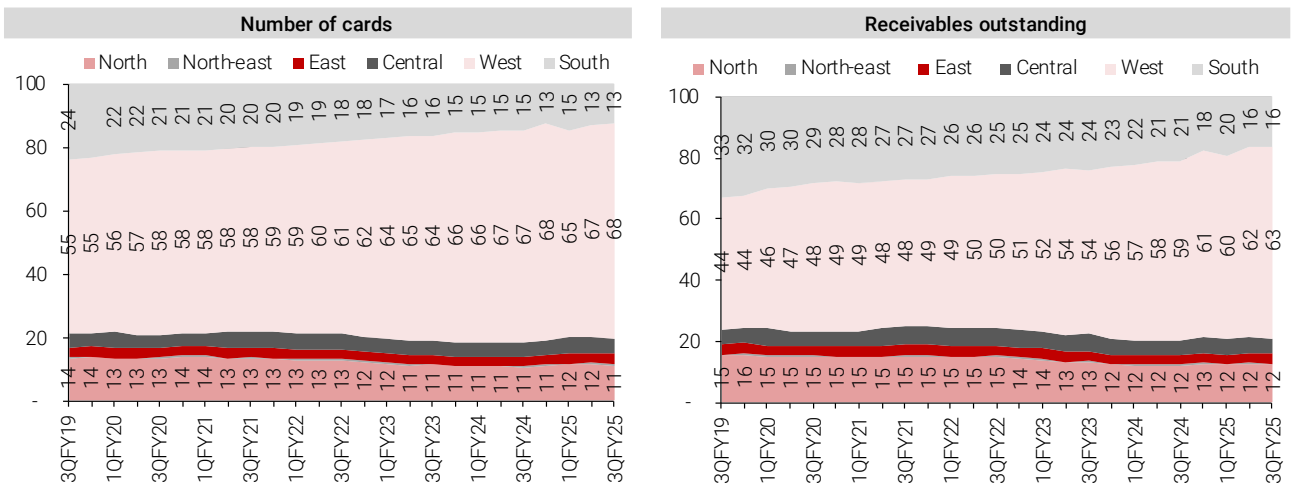 Number of cards
North North-east East Central West South
100
80
60
40
20
-
24 22 22 21 21 21 20 20 20 19 19 18 18 17 16 16 15 15 15 15 13 15 13 13
55 55 56 57 58 58 58 58 58 59 59 60 61 62 64 65 64 66 66 67 67 68 65 67 68
14 14 13 13 13 14 14 13 13 13 13 13 13 12 12 11 11 11 11 11 11 11 12 12 11
3QFY19 1QFY20 3QFY20 1QFY21 3QFY21 1QFY22 3QFY22 1QFY23 3QFY23 1QFY24 3QFY24 1QFY25 3QFY25
Receivables outstanding
North North-east East Central West South
100
80
60
40
20
-
33 32 30 30 29 28 28 27 27 27 26 26 25 25 24 24 24 23 22 21 21 18 20 16 16
44 44 46 47 48 49 49 48 48 49 49 50 50 51 52 54 54 56 57 58 59 61 60 62 63
15 16 15 15 15 15 15 15 15 15 15 15 15 14 14 13 13 12 12 12 12 13 12 12 12
3QFY19 1QFY20 3QFY20 1QFY21 3QFY21 1QFY22 3QFY22 1QFY23 3QFY23 1QFY24 3QFY24 1QFY25 3QFY25